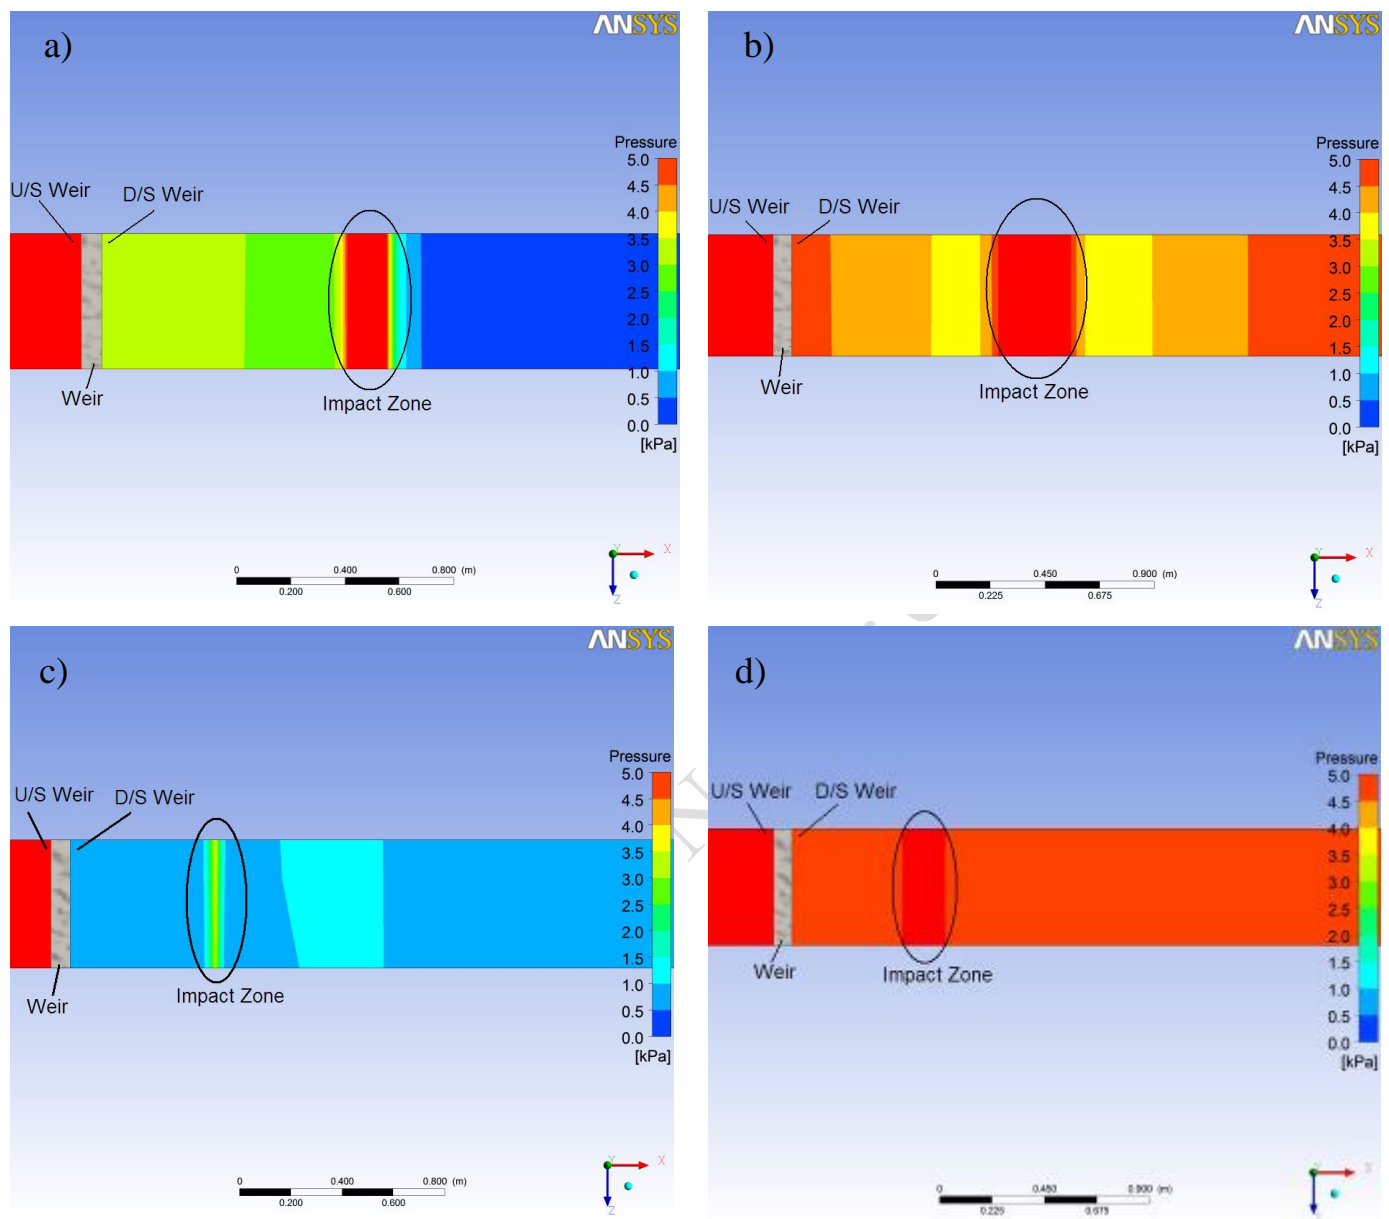 a)
ANSYS
Pressure
5.0
4.5
4.0
3.5
3.0
2.5
2.0
1.5
1.0
0.5
0.0
[kPa]
U/S Weir
D/S Weir
Weir
Impact Zone
0 0.400 0.800 (m)
0.200 0.600
Y
X
Z
b)
ANSYS
Pressure
5.0
4.5
4.0
3.5
3.0
2.5
2.0
1.5
1.0
0.5
0.0
[kPa]
U/S Weir
D/S Weir
Weir
Impact Zone
0 0.450 0.900 (m)
0.225 0.675
Y
X
Z
c)
ANSYS
Pressure
5.0
4.5
4.0
3.5
3.0
2.5
2.0
1.5
1.0
0.5
0.0
[kPa]
U/S Weir
D/S Weir
Weir
Impact Zone
0 0.400 0.800 (m)
0.200 0.600
Y
X
Z
d)
ANSYS
Pressure
5.0
4.5
4.0
3.5
3.0
2.5
2.0
1.5
1.0
0.5
0.0
[kPa]
U/S Weir
D/S Weir
Weir
Impact Zone
0 0.450 0.900 (m)
0.225 0.675
X
Z